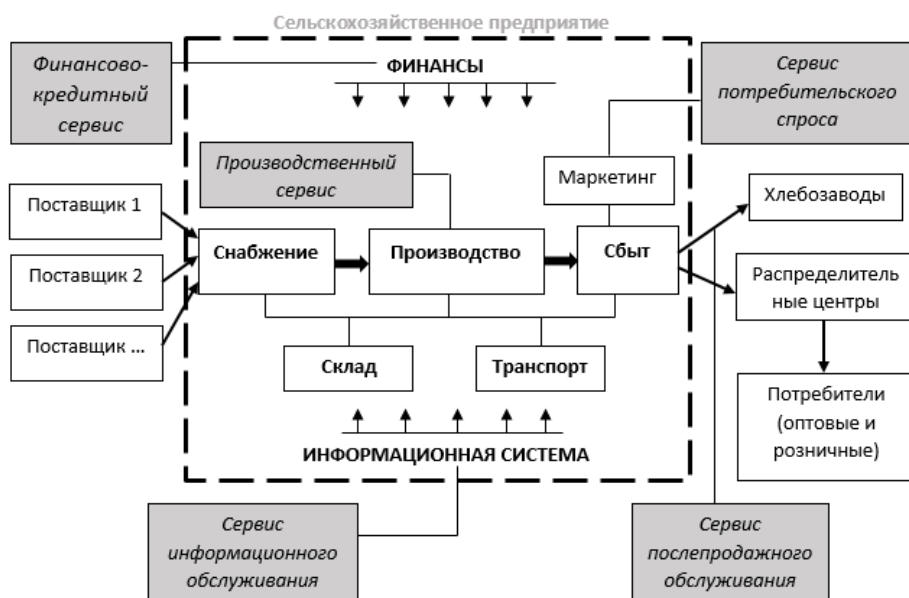 Сельскохозяйственное предприятие
Финансово-
кредитный
сервис
ФИНАНСЫ
Сервис
потребительского
спроса
Производственный
сервис
Маркетинг
Поставщик 1
Поставщик 2
Поставщик ...
Снабжение
Производство
Сбыт
Хлебозаводы
Распределитель
ные центры
Склад
Транспорт
Потребители
(оптовые и
розничные)
ИНФОРМАЦИОННАЯ СИСТЕМА
Сервис
информационного
обслуживания
Сервис
послепродажного
обслуживания